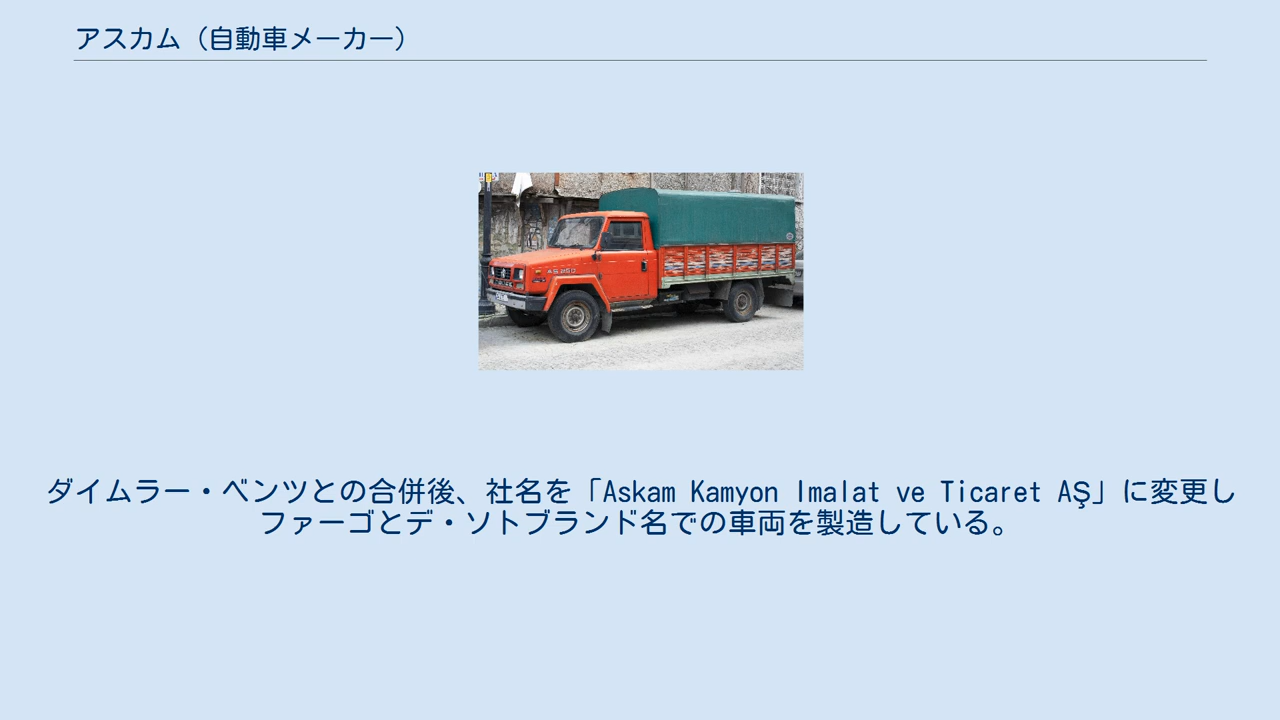 アスカム（自動車メーカー）
AS 250
ダイムラー・ベンツとの合併後、社名を「Askam Kamyon Imalat ve Ticaret AŞ」に変更し
ファーゴとデ・ソトブランド名での車両を製造している。